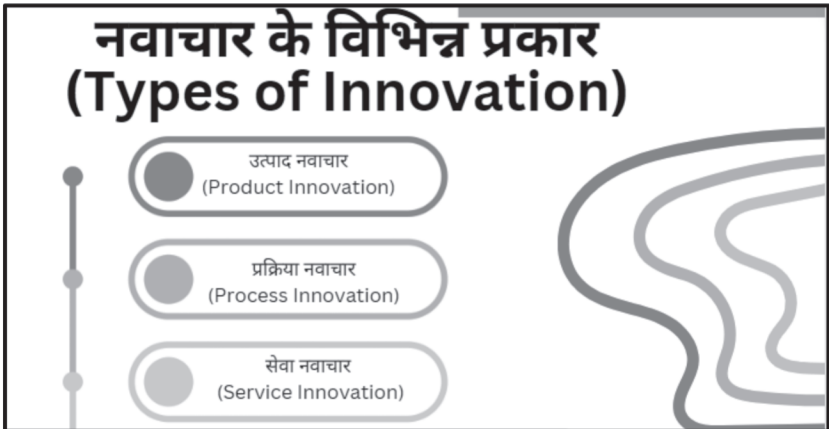 नवाचार के विभिन्न प्रकार
(Types of Innovation)
उत्पाद नवाचार
(Product Innovation)
प्रक्रिया नवाचार
(Process Innovation)
सेवा नवाचार
(Service Innovation)